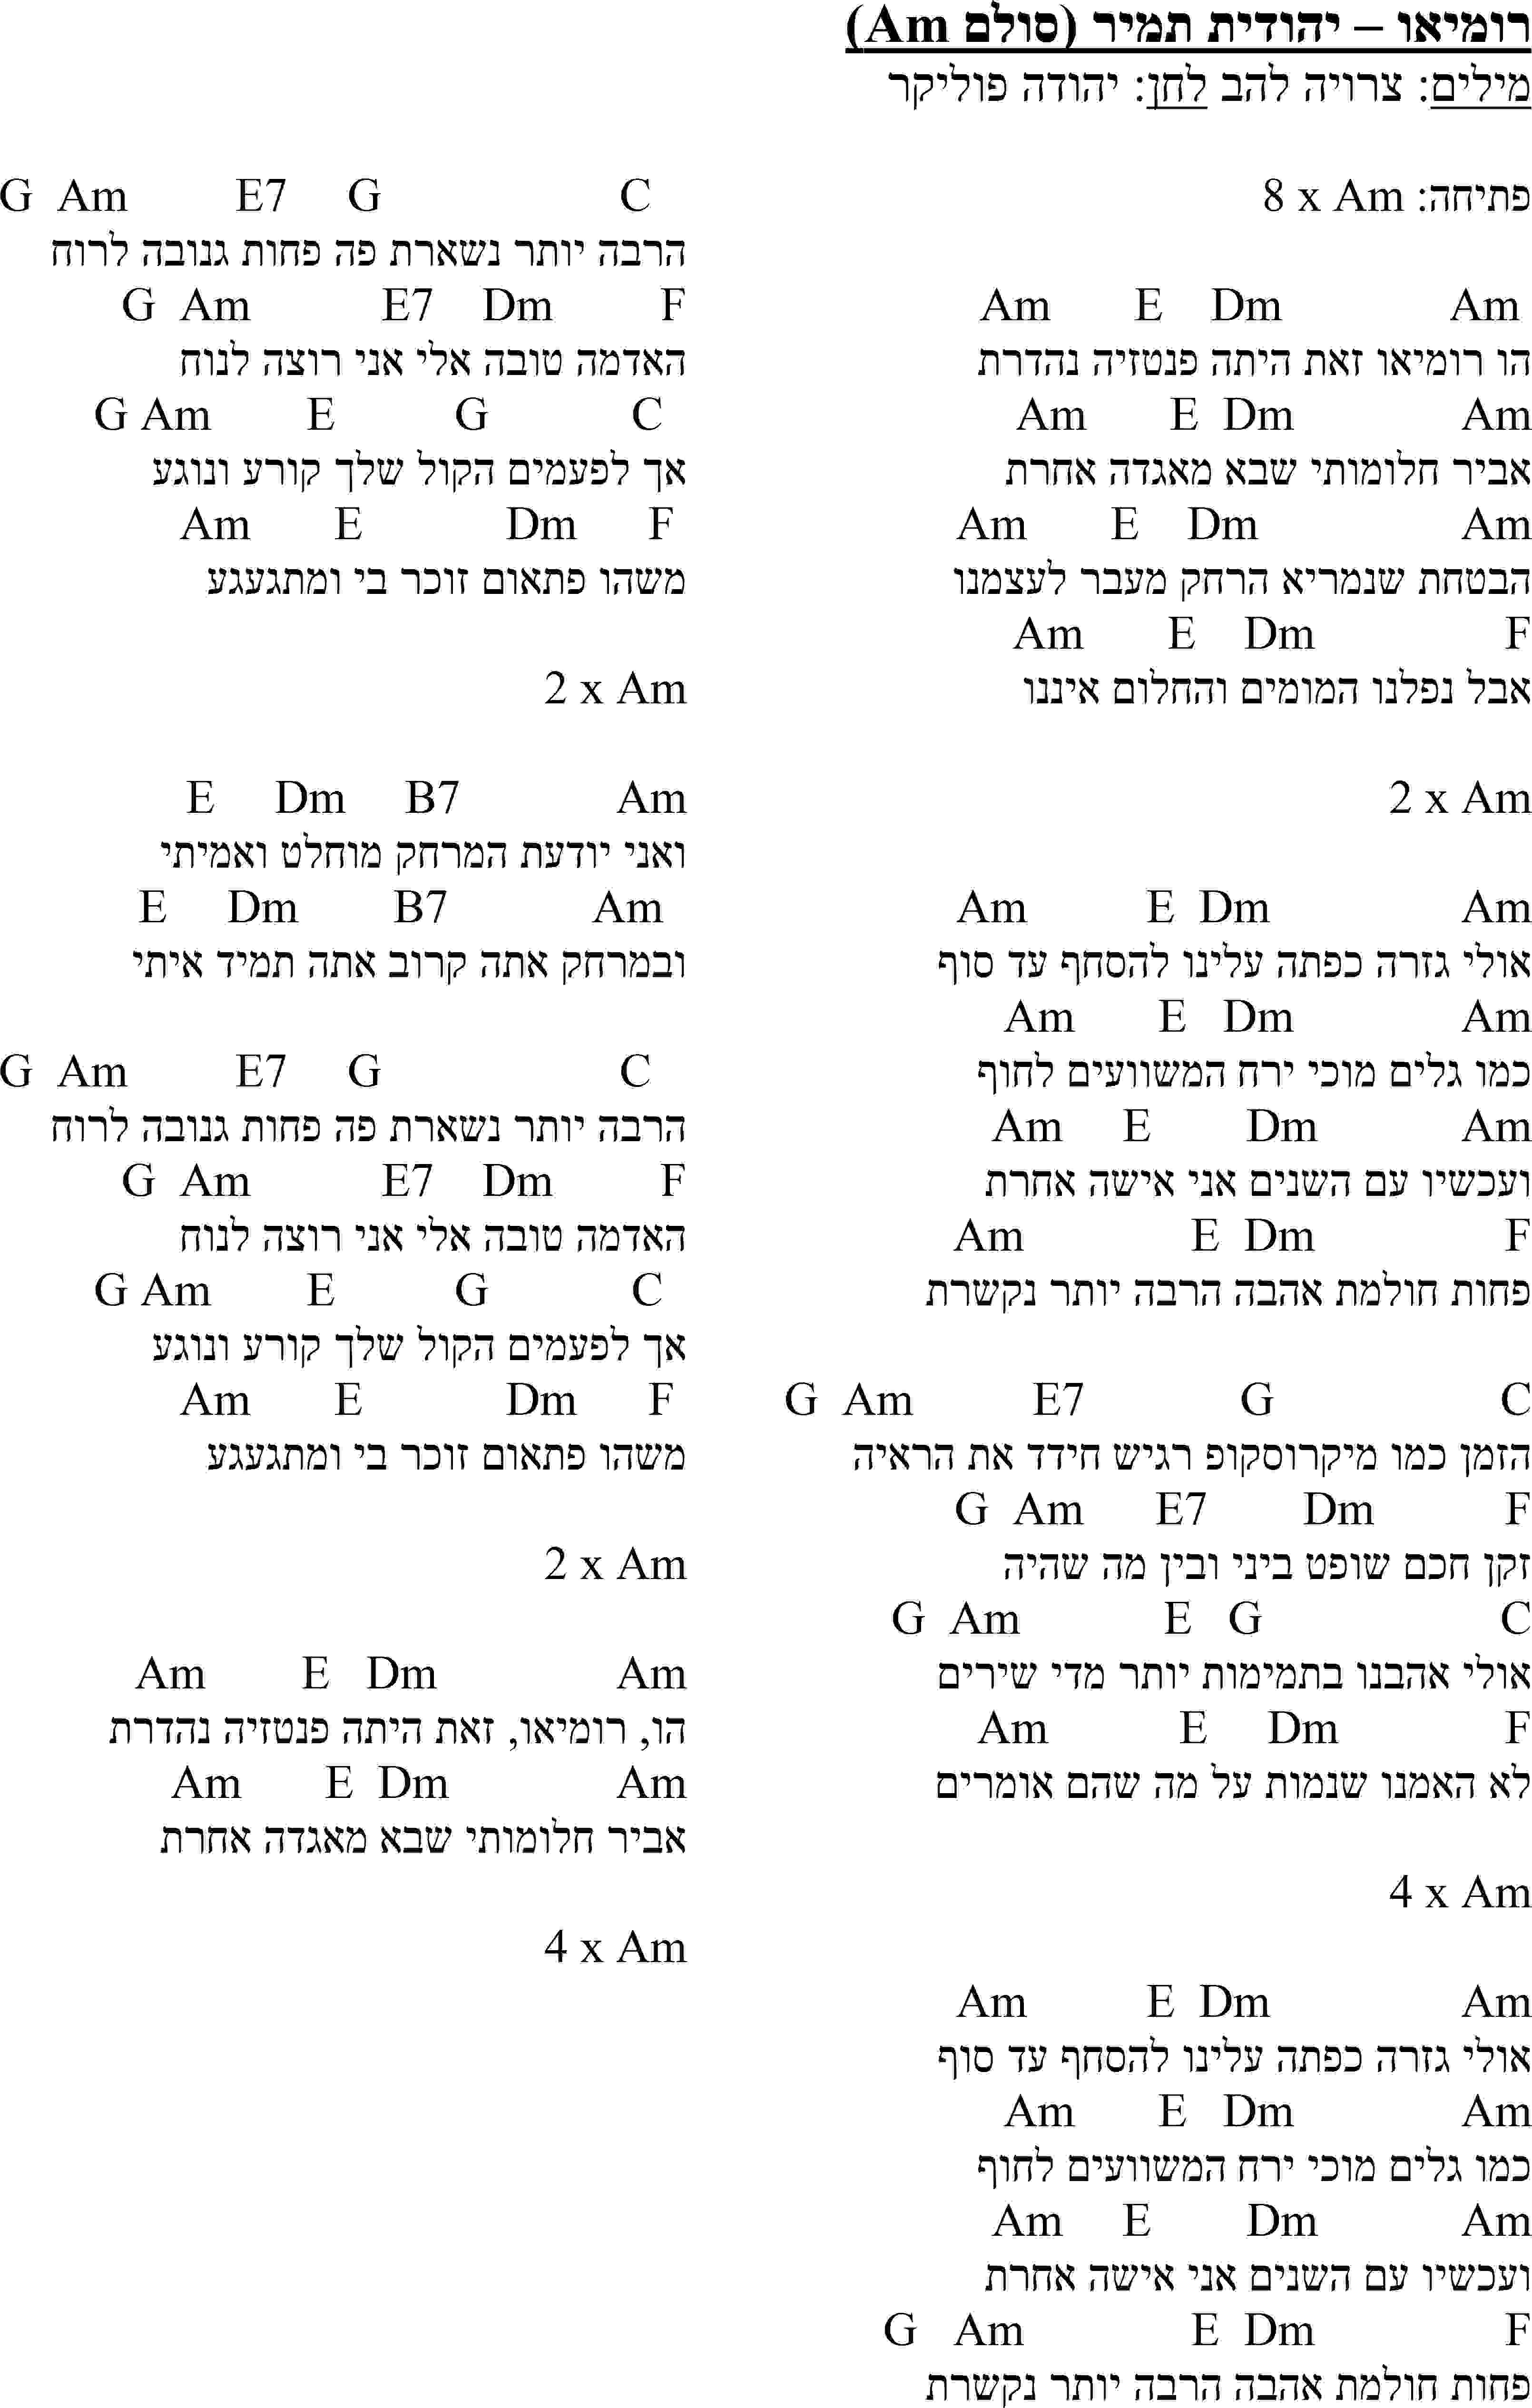 רומיאו – יהודית תמיר (סולם Am)
מילים: צרויה להב לחן: יהודה פוליקר
פתיחה: 8 x Am
Am E Dm Am
הו רומיאו זאת היתה פנטזיה נהדרת
Am E Dm Am
אביר חלומותי שבא מאגדה אחרת
Am E Dm Am
הבטחת שנמריא הרחק מעבר לעצמנו
Am E Dm F
אבל נפלנו המומים והחלום איננו
2 x Am
Am E Dm Am
אולי גזרה כפתה עלינו להסחף עד סוף
Am E Dm Am
כמו גלים מוכי ירח המשוועים לחוף
Am E Dm Am
ועכשיו עם השנים אני אישה אחרת
Am E Dm F
פחות חולמת אהבה הרבה יותר נקשרת
G Am E7 G C
הזמן כמו מיקרוסקופ רגיש חידד את הראיה
G Am E7 Dm F
זקן חכם שופט ביני ובין מה שהיה
G Am E G C
אולי אהבנו בתמימות יותר מדי שירים
Am E Dm F
לא האמנו שנמות על מה שהם אומרים
4 x Am
Am E Dm Am
אולי גזרה כפתה עלינו להסחף עד סוף
Am E Dm Am
כמו גלים מוכי ירח המשוועים לחוף
Am E Dm Am
ועכשיו עם השנים אני אישה אחרת
G Am E Dm F
פחות חולמת אהבה הרבה יותר נקשרת
G Am E7 G C
הרבה יותר נשארת פה פחות גנובה לרוח
G Am E7 Dm F
האדמה טובה אלי אני רוצה לנוח
G Am E G C
אך לפעמים הקול שלך קורע ונוגע
Am E Dm F
משהו פתאום זוכר בי ומתגעגע
2 x Am
E Dm B7 Am
ואני יודעת המרחק מוחלט ואמיתי
E Dm B7 Am
ובמרחק אתה קרוב אתה תמיד איתי
G Am E7 G C
הרבה יותר נשארת פה פחות גנובה לרוח
G Am E7 Dm F
האדמה טובה אלי אני רוצה לנוח
G Am E G C
אך לפעמים הקול שלך קורע ונוגע
Am E Dm F
משהו פתאום זוכר בי ומתגעגע
2 x Am
Am E Dm Am
הו, רומיאו, זאת היתה פנטזיה נהדרת
Am E Dm Am
אביר חלומותי שבא מאגדה אחרת
4 x Am